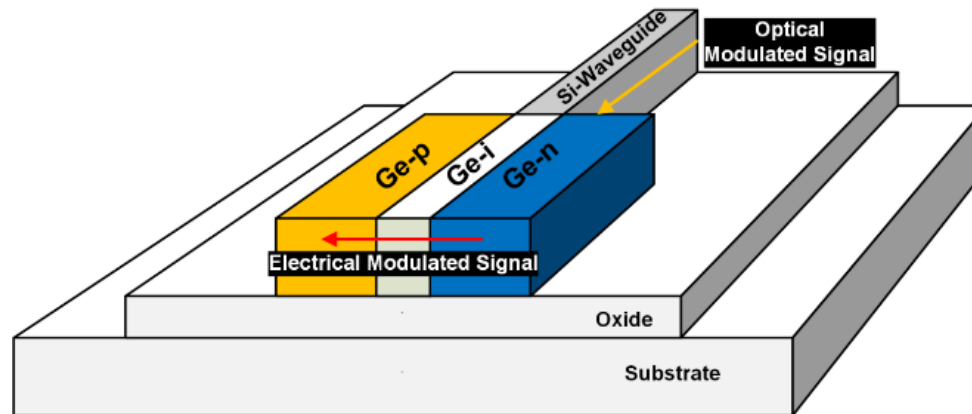 Si-Waveguide
Optical
Modulated Signal
Ge-p
Ge-i
Ge-n
Electrical Modulated Signal
Oxide
Substrate